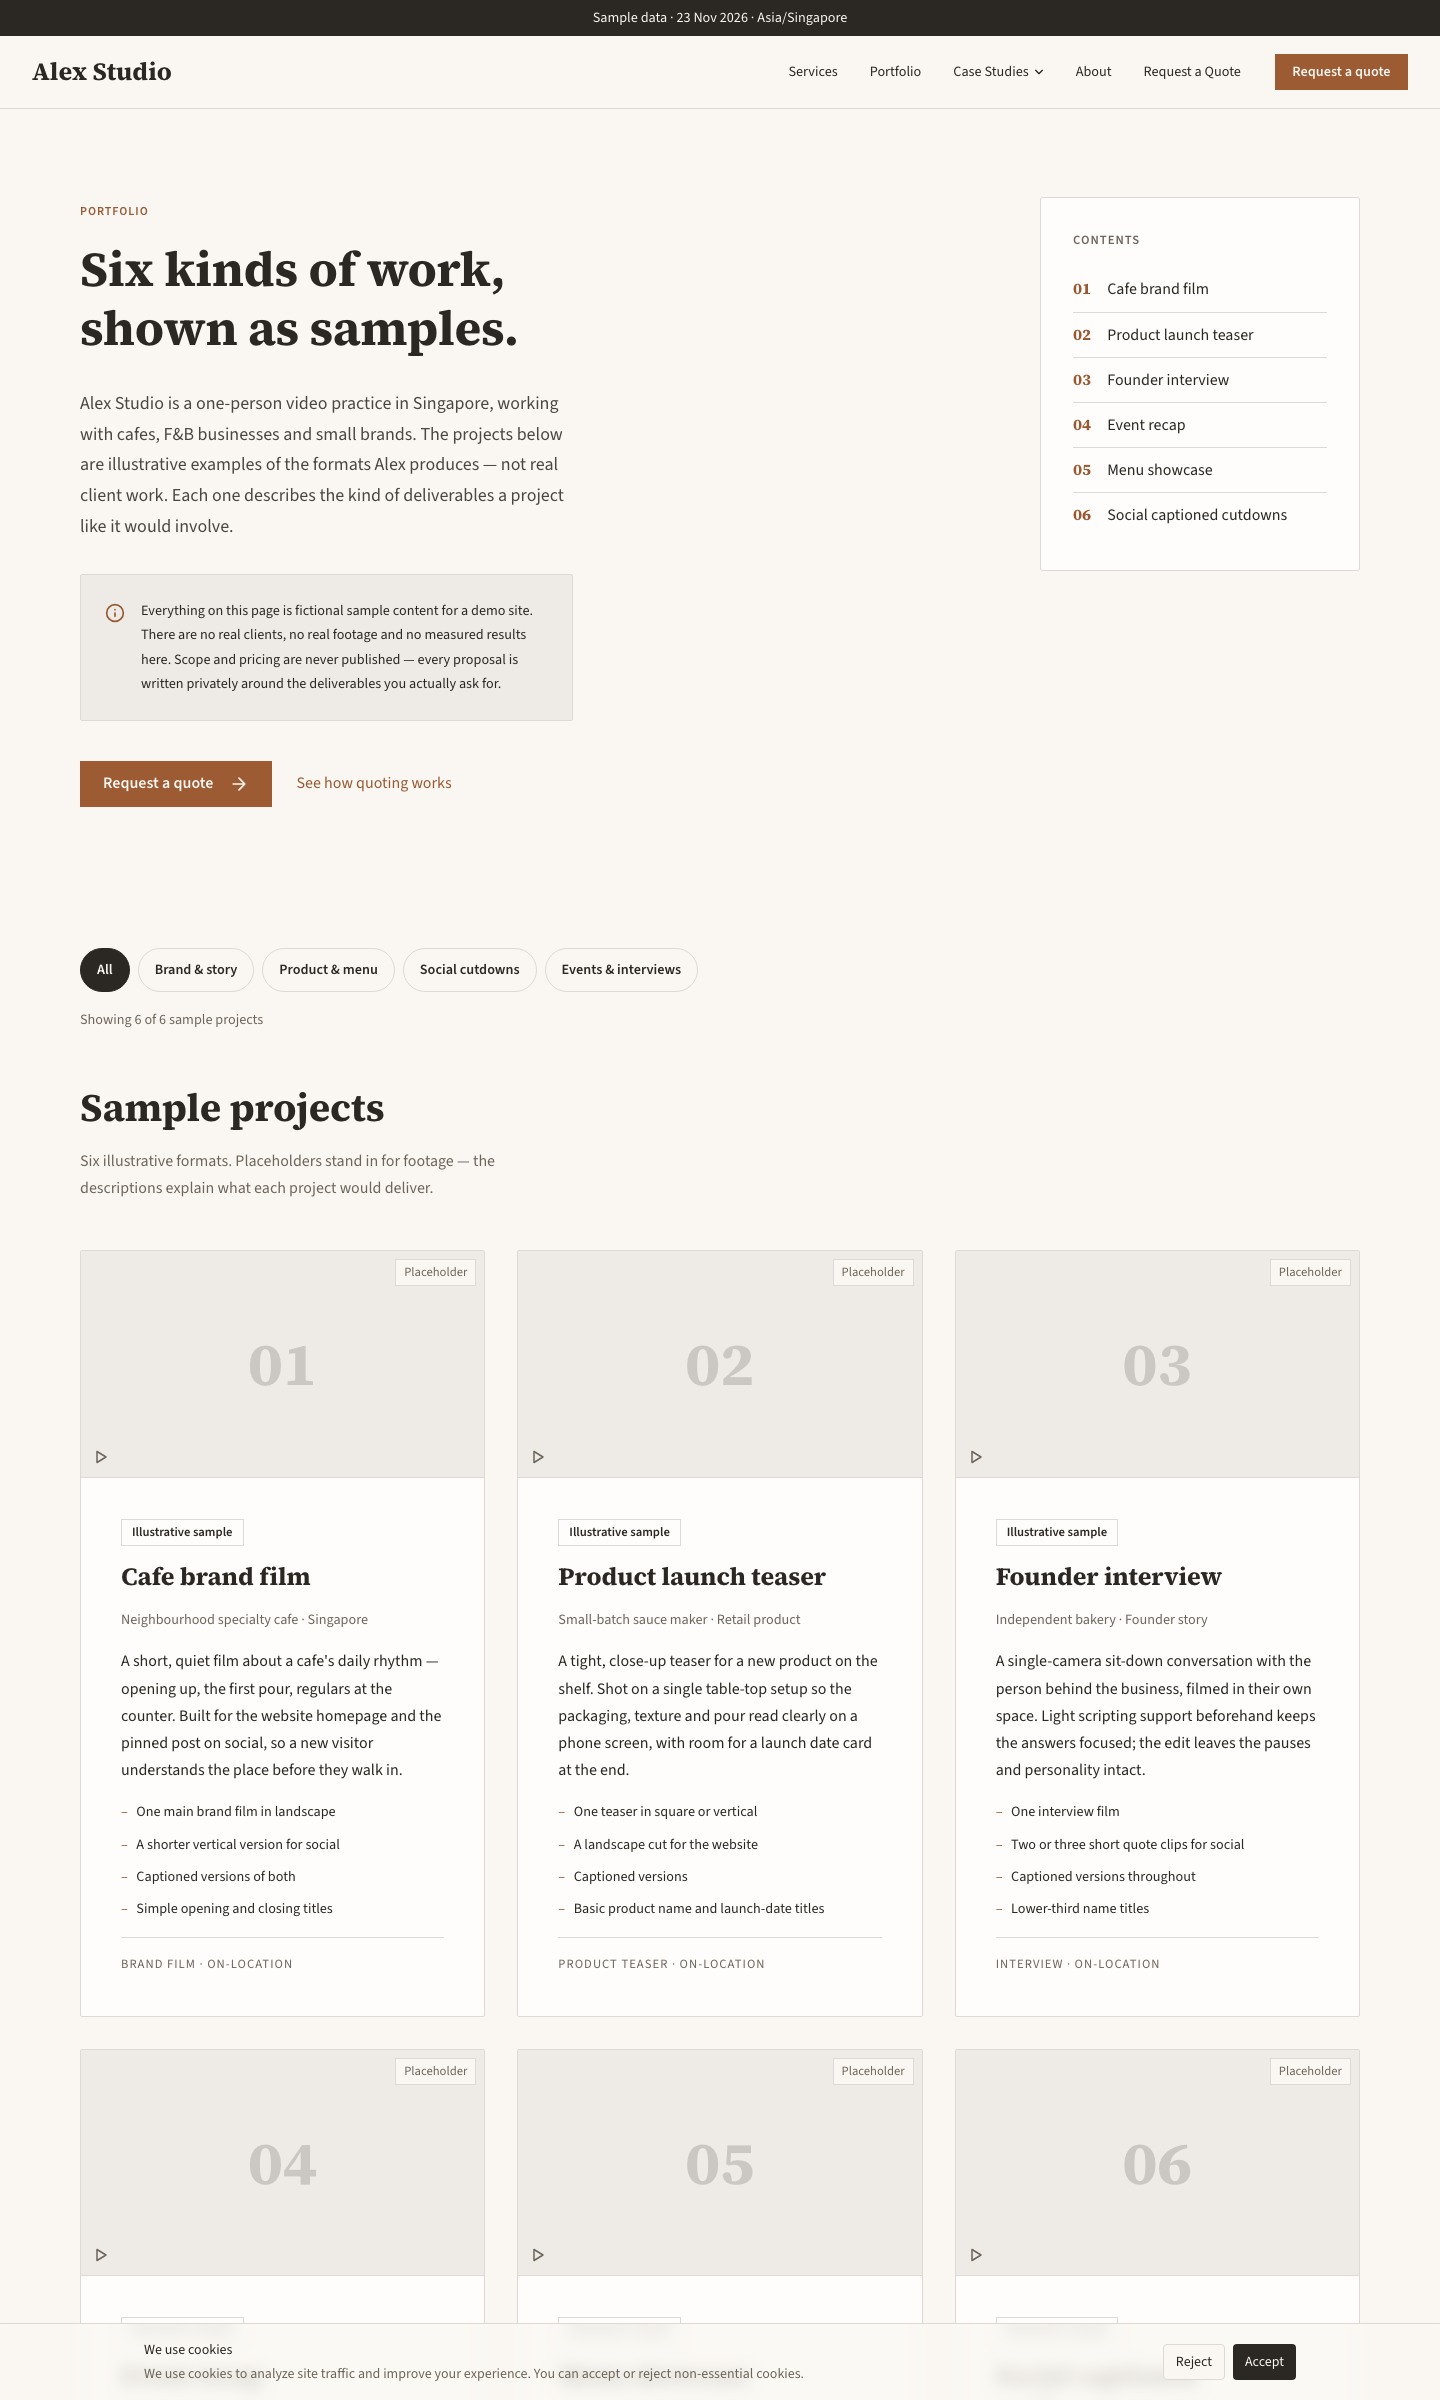 Sample data · 23 Nov 2026 · Asia/Singapore
Alex Studio
Services
Portfolio
Case Studies
About
Request a Quote
Request a quote
PORTFOLIO
Six kinds of work,
shown as samples.
Alex Studio is a one-person video practice in Singapore, working
with cafes, F&B businesses and small brands. The projects below
are illustrative examples of the formats Alex produces — not real
client work. Each one describes the kind of deliverables a project
like it would involve.
Everything on this page is fictional sample content for a demo site.
There are no real clients, no real footage and no measured results
here. Scope and pricing are never published — every proposal is
written privately around the deliverables you actually ask for.
Request a quote
See how quoting works
CONTENTS
01 Cafe brand film
02 Product launch teaser
03 Founder interview
04 Event recap
05 Menu showcase
06 Social captioned cutdowns
All
Brand & story
Product & menu
Social cutdowns
Events & interviews
Showing 6 of 6 sample projects
Sample projects
Six illustrative formats. Placeholders stand in for footage — the
descriptions explain what each project would deliver.
Placeholder
01
Illustrative sample
Cafe brand film
Neighbourhood specialty cafe · Singapore
A short, quiet film about a cafe's daily rhythm —
opening up, the first pour, regulars at the
counter. Built for the website homepage and the
pinned post on social, so a new visitor
understands the place before they walk in.
– One main brand film in landscape
– A shorter vertical version for social
– Captioned versions of both
– Simple opening and closing titles
BRAND FILM · ON-LOCATION
Placeholder
02
Illustrative sample
Product launch teaser
Small-batch sauce maker · Retail product
A tight, close-up teaser for a new product on the
shelf. Shot on a single table-top setup so the
packaging, texture and pour read clearly on a
phone screen, with room for a launch date card
at the end.
– One teaser in square or vertical
– A landscape cut for the website
– Captioned versions
– Basic product name and launch-date titles
PRODUCT TEASER · ON-LOCATION
Placeholder
03
Illustrative sample
Founder interview
Independent bakery · Founder story
A single-camera sit-down conversation with the
person behind the business, filmed in their own
space. Light scripting support beforehand keeps
the answers focused; the edit leaves the pauses
and personality intact.
– One interview film
– Two or three short quote clips for social
– Captioned versions throughout
– Lower-third name titles
INTERVIEW · ON-LOCATION
Placeholder
04
Placeholder
05
Placeholder
06
We use cookies
We use cookies to analyze site traffic and improve your experience. You can accept or reject non-essential cookies.
Reject
Accept